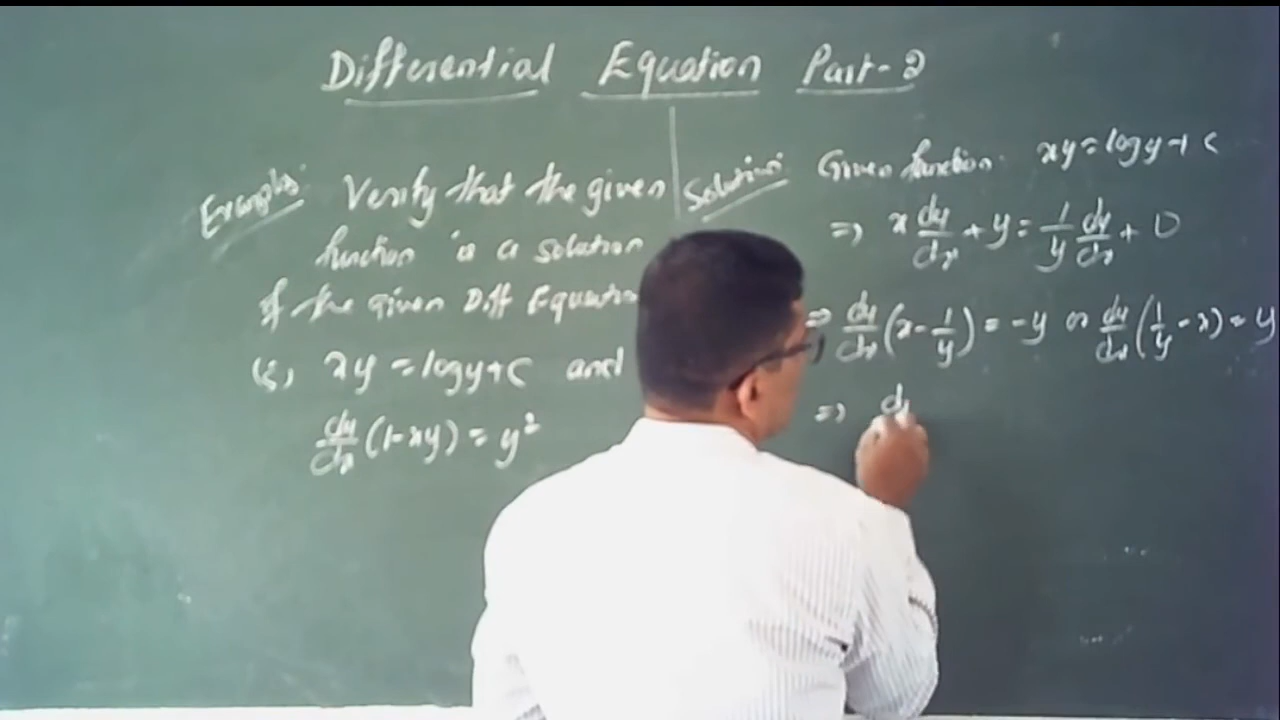 Differential Equation Part-2
Example: Verify that the given
function is a solution
of the given Diff Equation
xy = logy + c and
dy/dx (1-xy) = y²
Solution: Given function: xy = logy + c
⇒ x dy/dx + y = 1/y dy/dx + 0
⇒ dy/dx (x - 1/y) = -y or dy/dx (1/y - x) = y
⇒